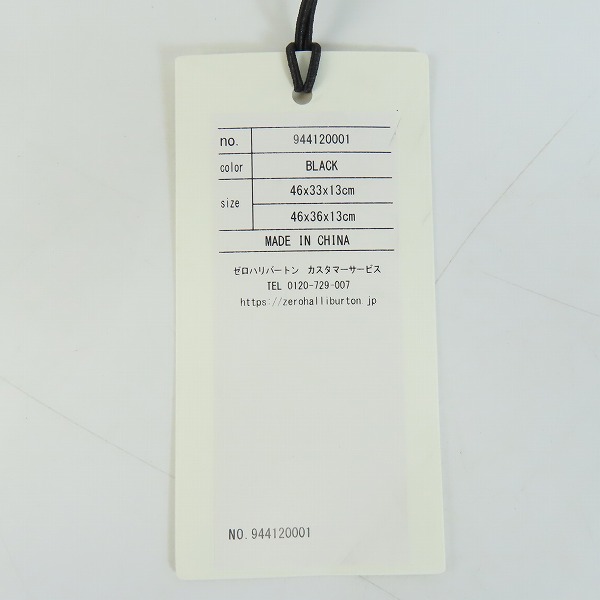 no. 944120001
color BLACK
size 46x33x13cm
46x36x13cm
MADE IN CHINA
ゼロハリバートン カスタマーサービス
TEL 0120-729-007
https://zerohalliburton.jp
NO. 944120001